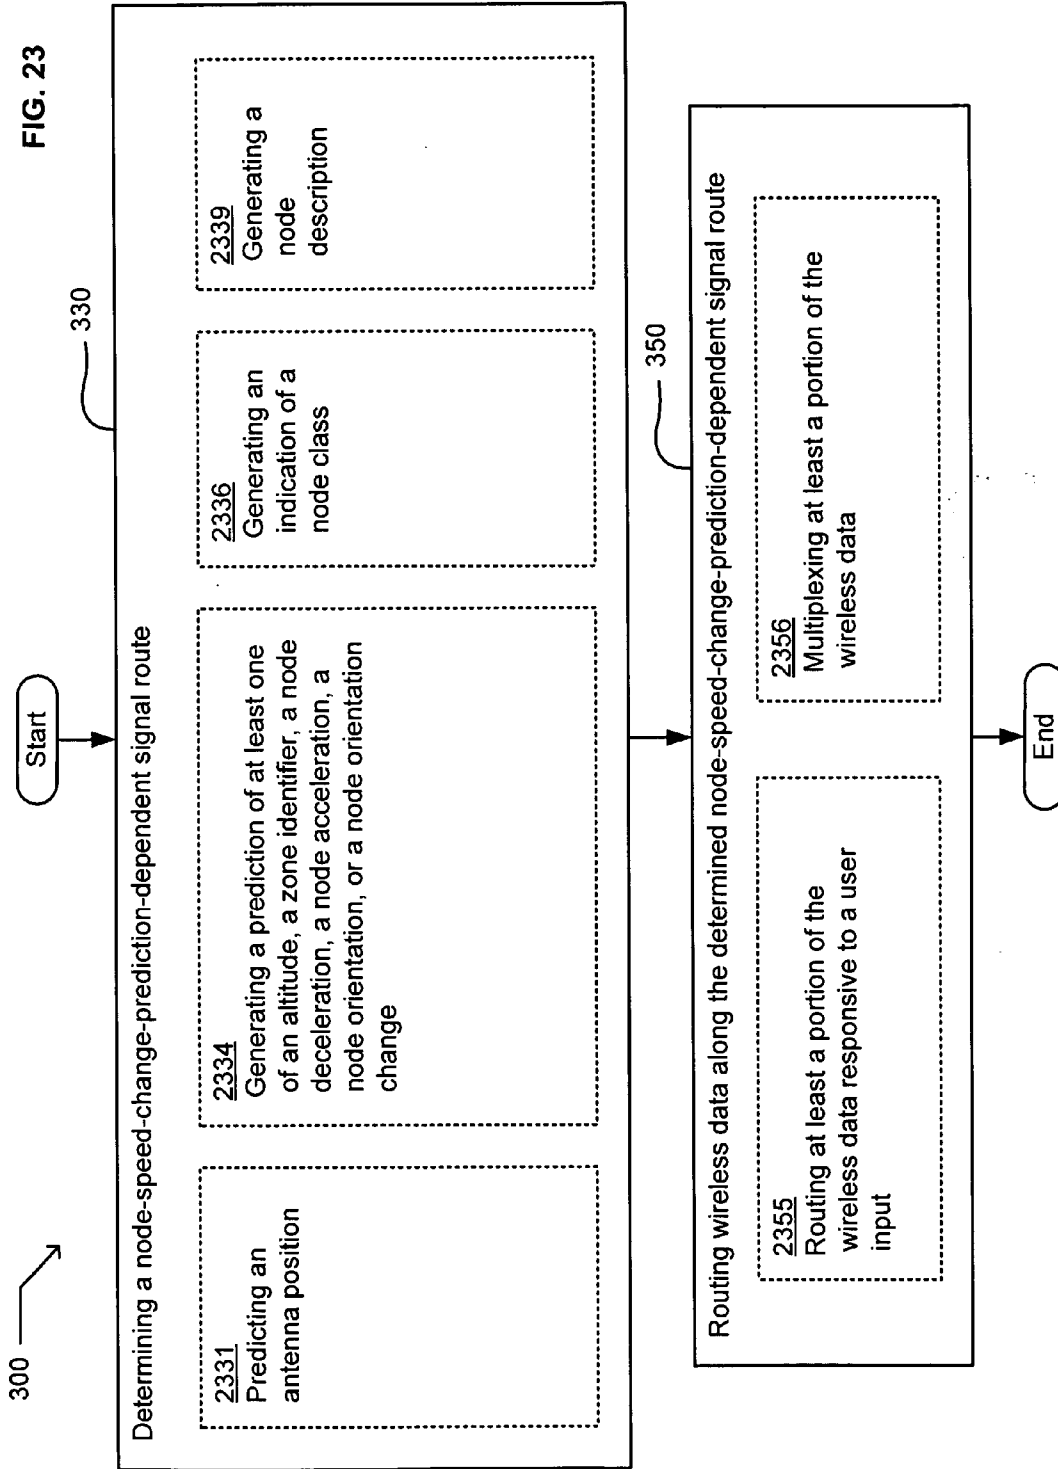 FIG. 23
300
Start
330
Determining a node-speed-change-prediction-dependent signal route
2331
Predicting an
antenna position
2334
Generating a prediction of at least one
of an altitude, a zone identifier, a node
deceleration, a node acceleration, a
node orientation, or a node orientation
change
2336
Generating an
indication of a
node class
2339
Generating a
node
description
350
Routing wireless data along the determined node-speed-change-prediction-dependent signal route
2355
Routing at least a portion of the
wireless data responsive to a user
input
2356
Multiplexing at least a portion of the
wireless data
End